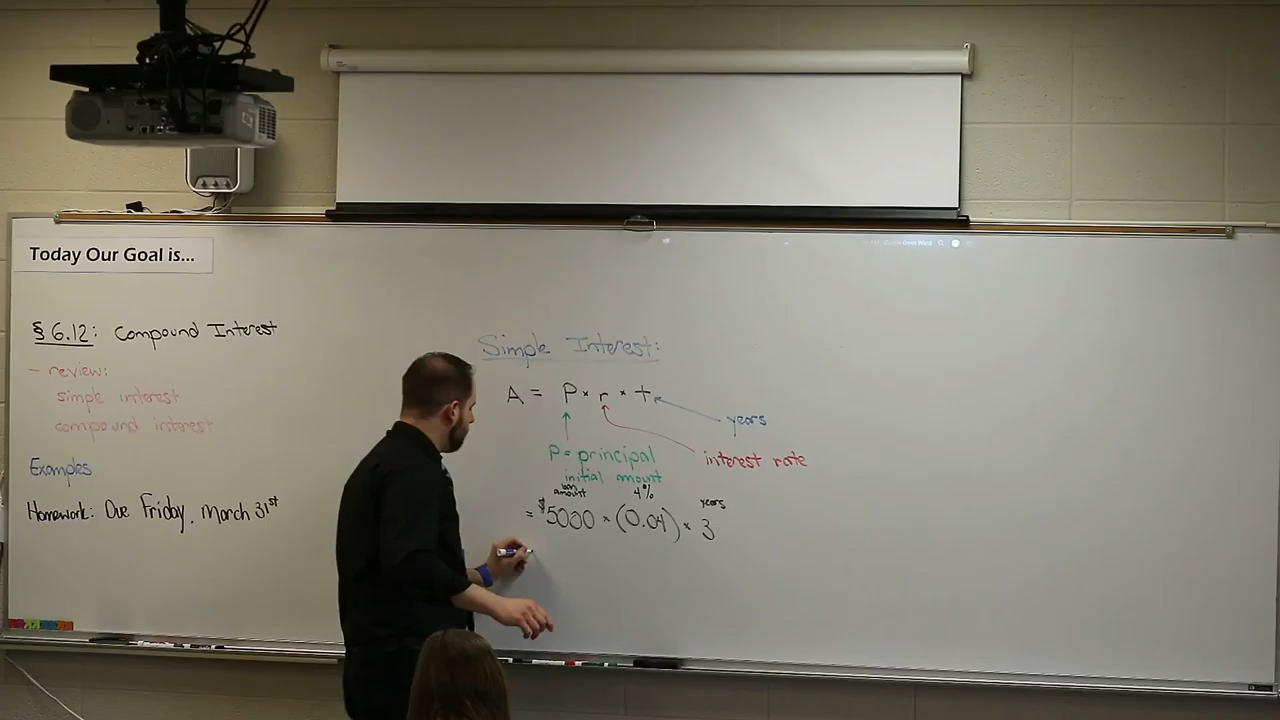 Today Our Goal is...
§ 6.12: Compound Interest
- review:
simple interest
compound interest
Examples
Homework: Due Friday, March 31st
Simple Interest:
A = P × r × t
years
P = principal
initial amount
interest rate
loan amount
4%
years
= $5000 × (0.04) × 3